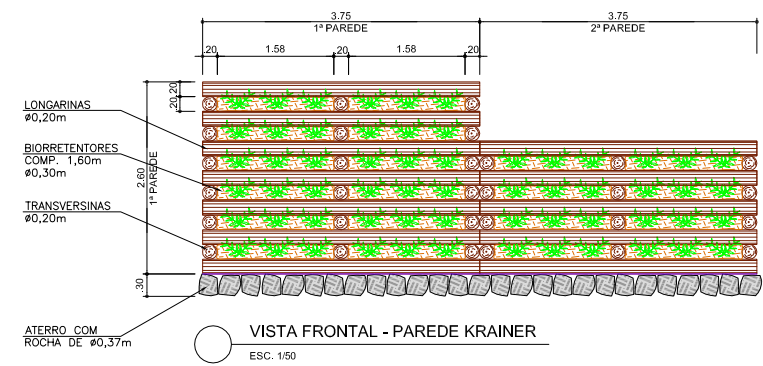 3.75
3.75
1ª PAREDE
2ª PAREDE
.20
1.58
.20
1.58
.20
.20
.20
LONGARINAS
ø0,20m
BIORRETENTORES
COMP. 1,60m
ø0,30m
2.60
1ª PAREDE
TRANSVERSINAS
ø0,20m
.30
ATERRO COM
ROCHA DE ø0,37m
VISTA FRONTAL - PAREDE KRAINER
ESC. 1/50